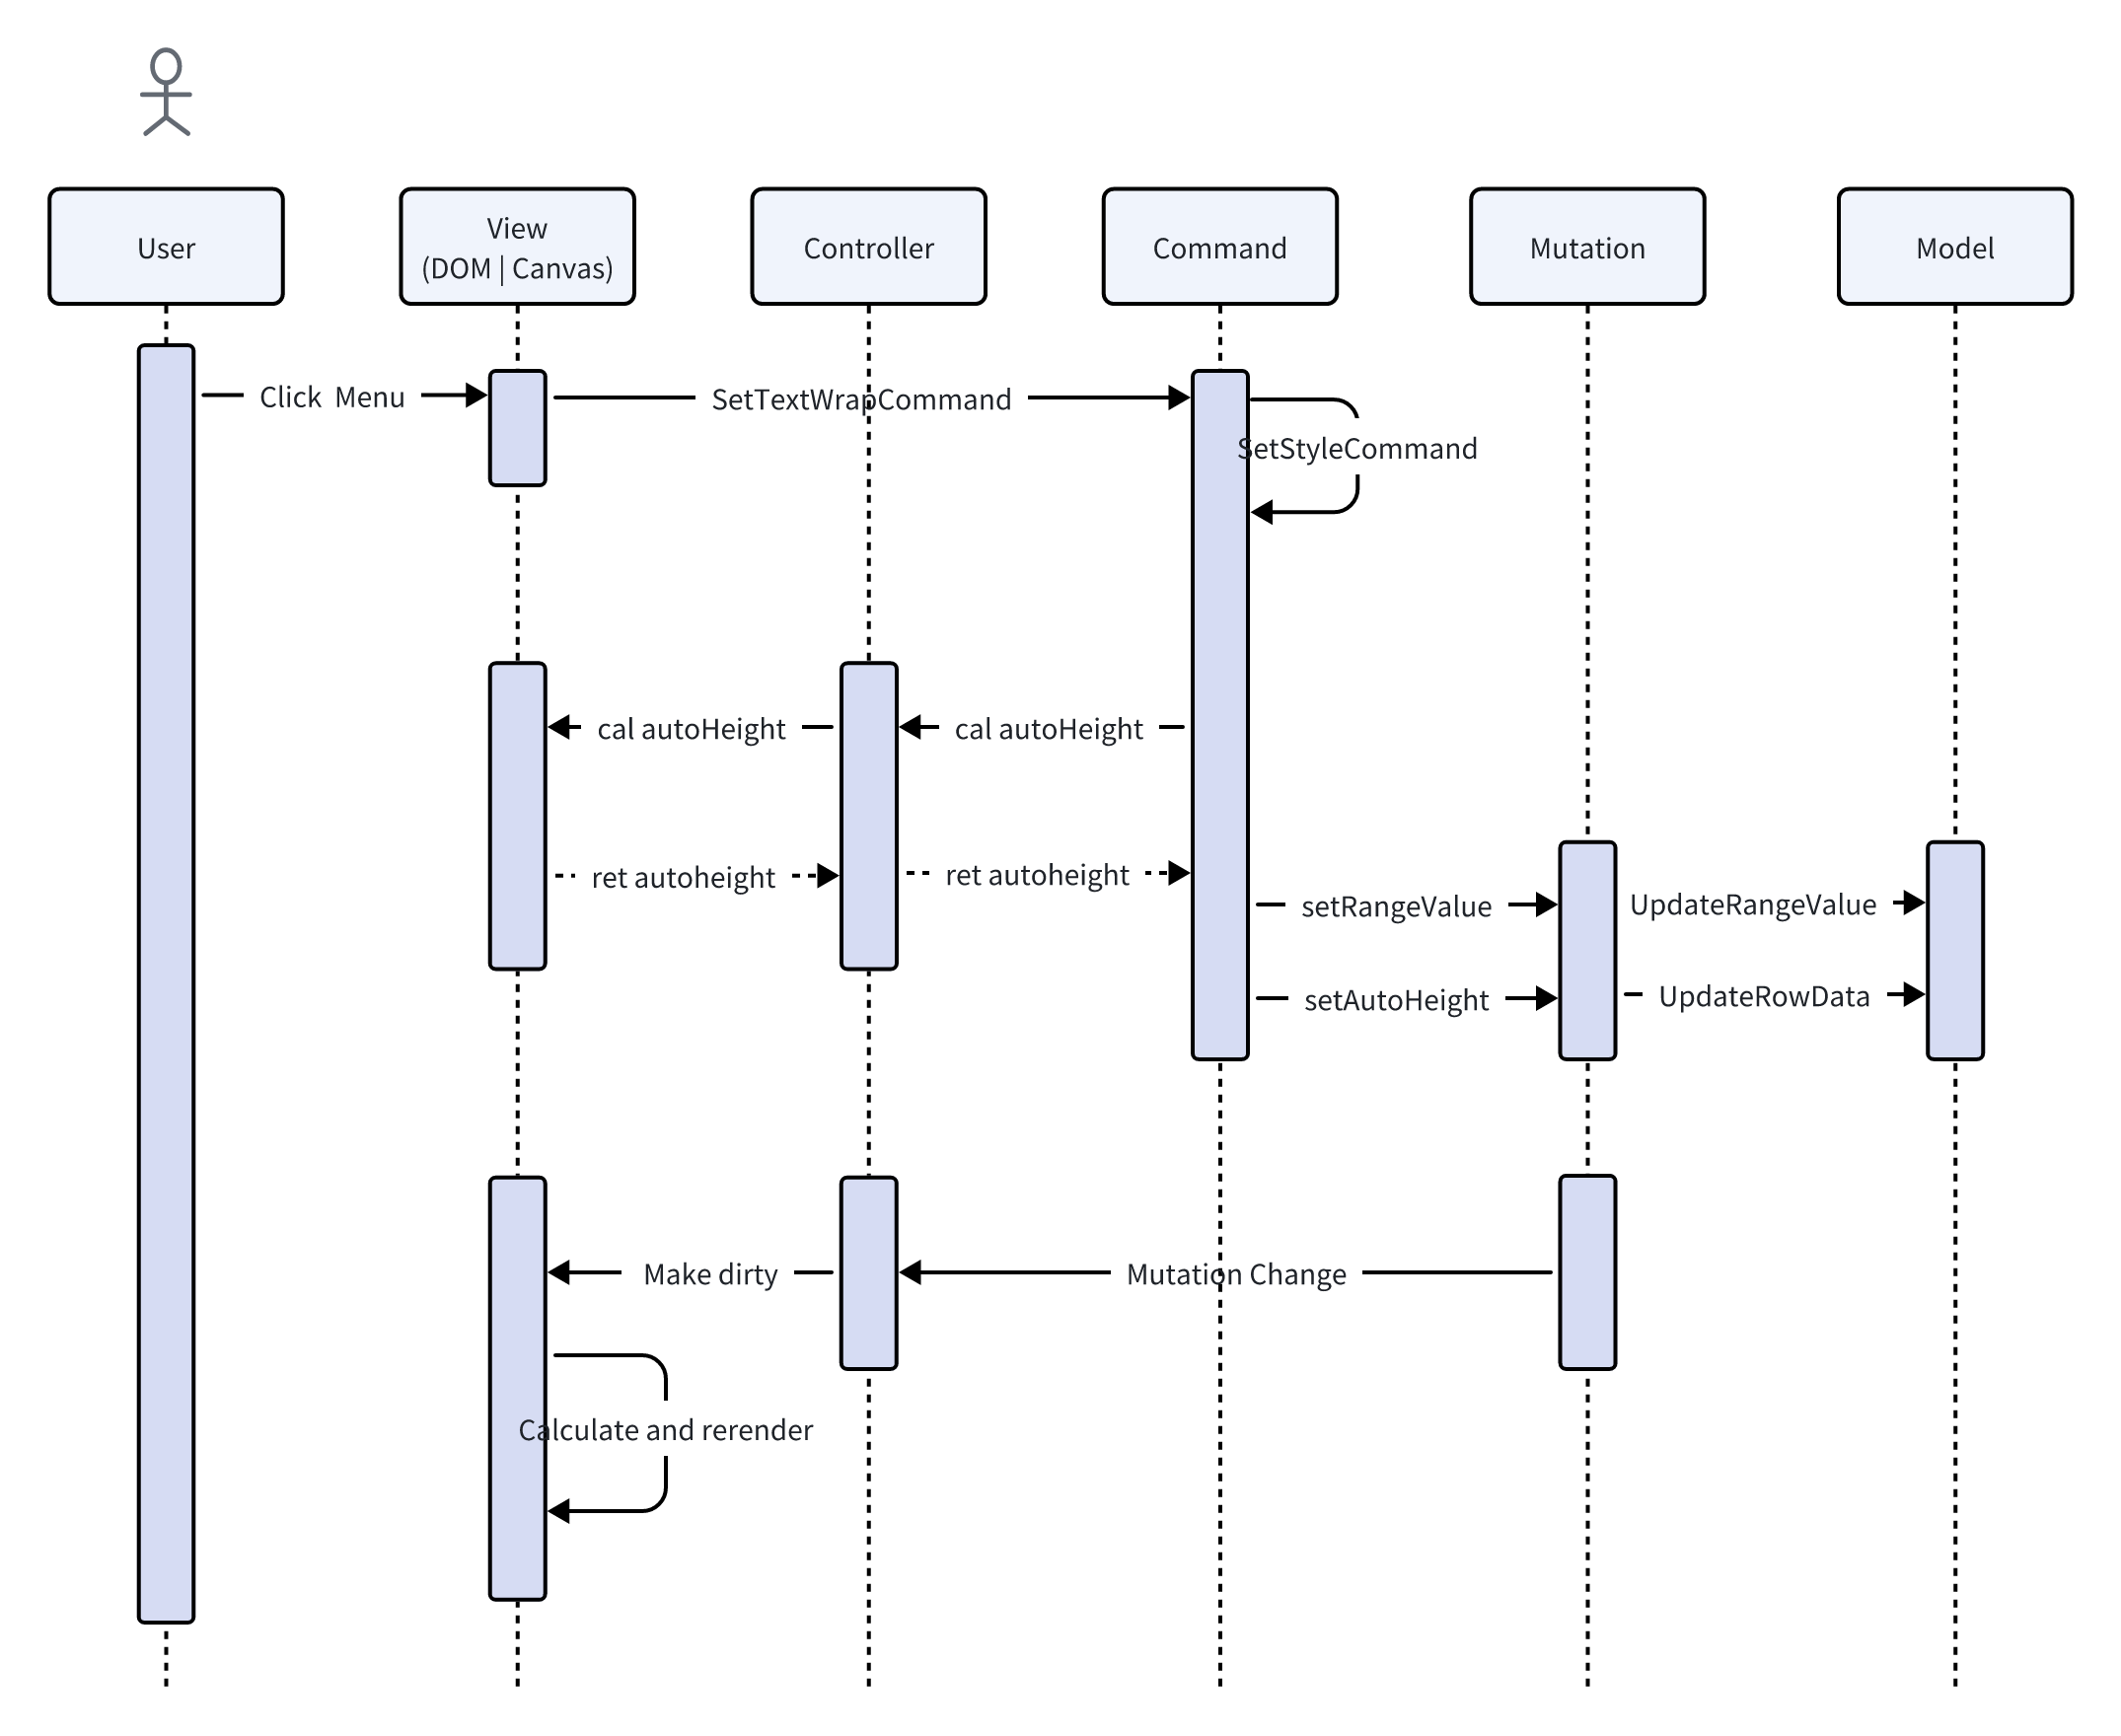 User
View
(DOM | Canvas)
Controller
Command
Mutation
Model
Click  Menu
SetTextWrapCommand
SetStyleCommand
cal autoHeight
cal autoHeight
ret autoheight
ret autoheight
setRangeValue
UpdateRangeValue
setAutoHeight
UpdateRowData
Make dirty
Mutation Change
Calculate and rerender